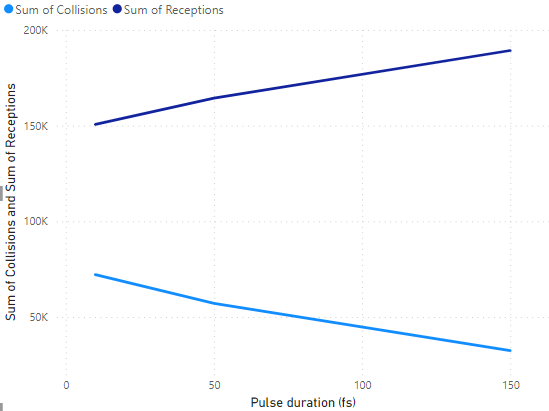 Sum of Collisions Sum of Receptions
200K
150K
100K
50K
Sum of Collisions and Sum of Receptions
0 50 100 150
Pulse duration (fs)